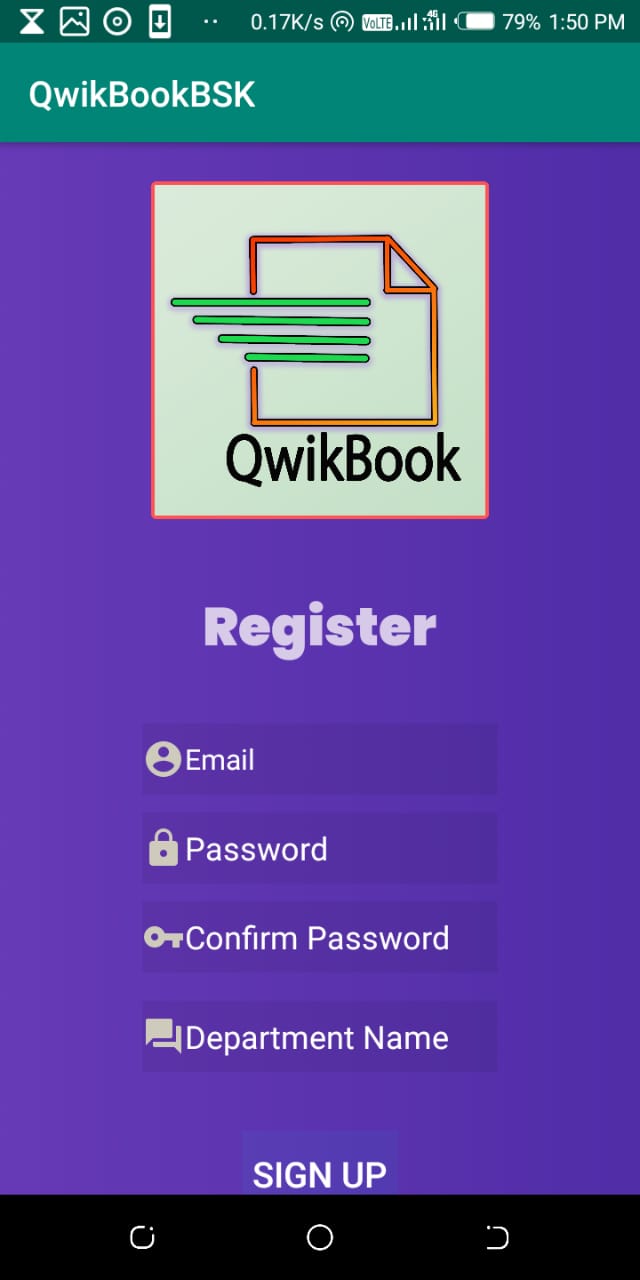 0.17K/s VoLTE 4G 79% 1:50 PM
QwikBookBSK
QwikBook
Register
Email
Password
Confirm Password
Department Name
SIGN UP